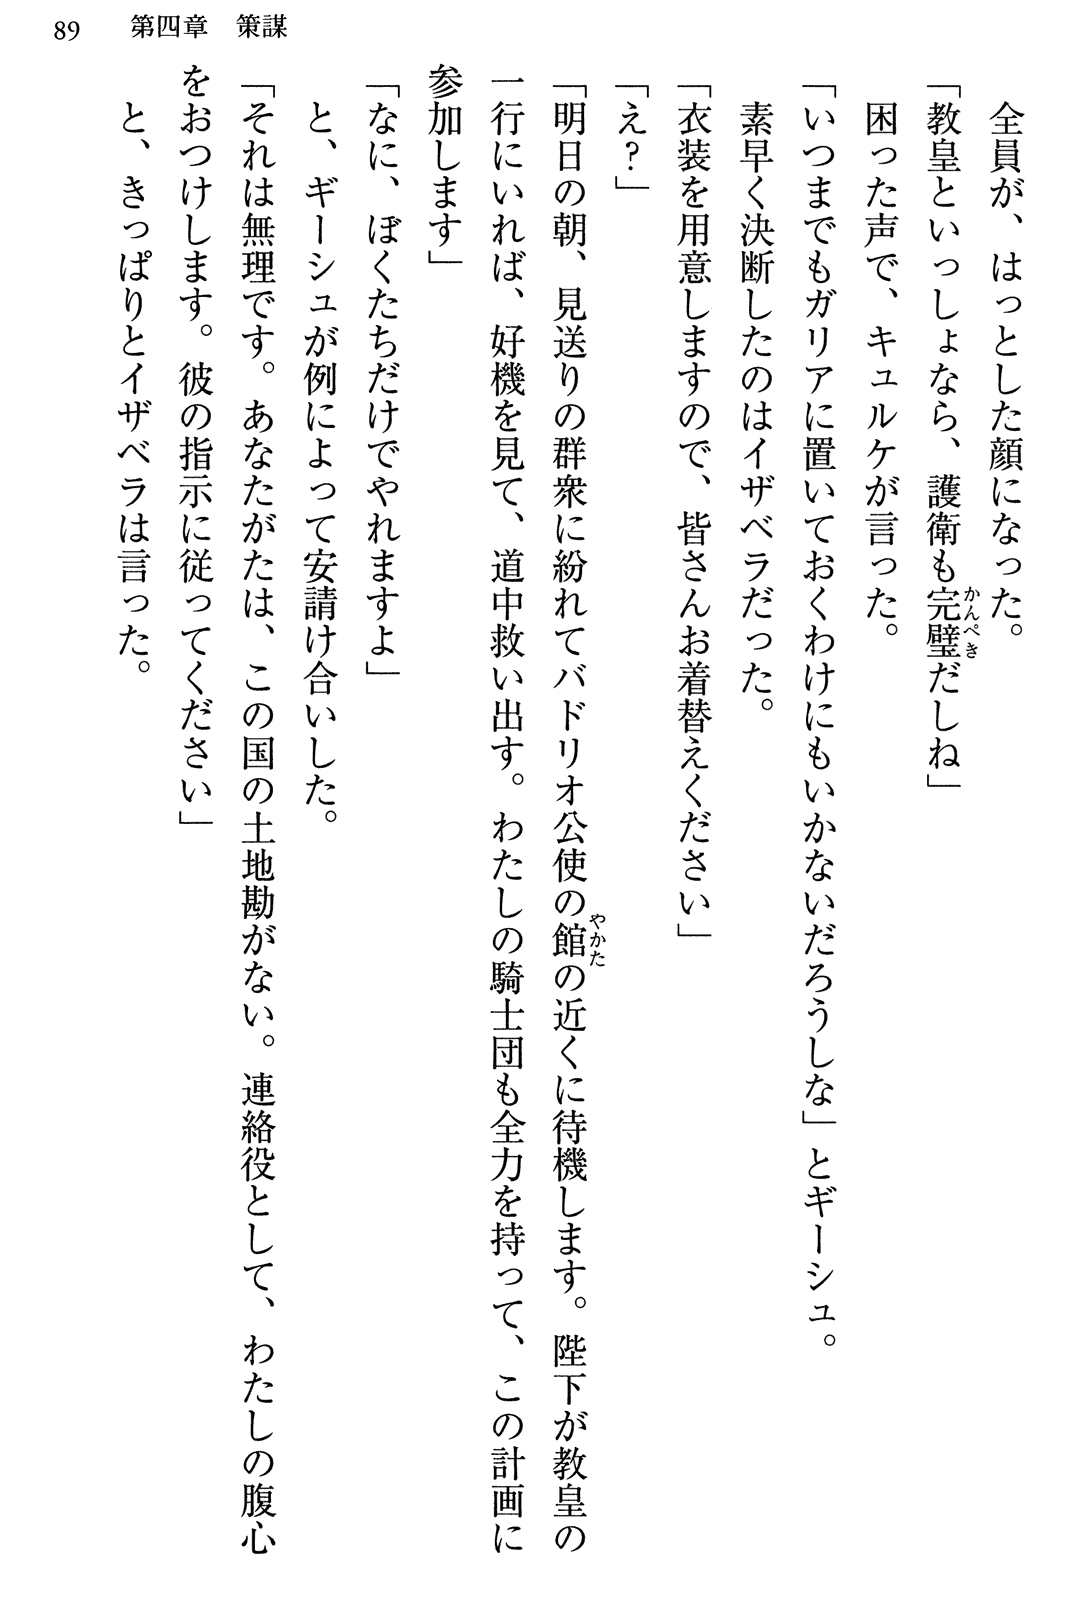 89 第四章 策謀
全員が、はっとした顔になった。
「教皇といっしょなら、護衛も完璧だしね」
かんぺき
困った声で、キュルケが言った。
「いつまでもガリアに置いておくわけにもいかないだろうしな」とギーシュ。
素早く決断したのはイザベラだった。
「衣装を用意しますので、皆さんお着替えください」
「え？」
「明日の朝、見送りの群衆に紛れてバドリオ公使の館の近くに待機します。陛下が教皇の
やかた
一行にいれば、好機を見て、道中救い出す。わたしの騎士団も全力を持って、この計画に
参加します」
「なに、ぼくたちだけでやれますよ」
と、ギーシュが例によって安請け合いした。
「それは無理です。あなたがたは、この国の土地勘がない。連絡役として、わたしの腹心
をおつけします。彼の指示に従ってください」
と、きっぱりとイザベラは言った。